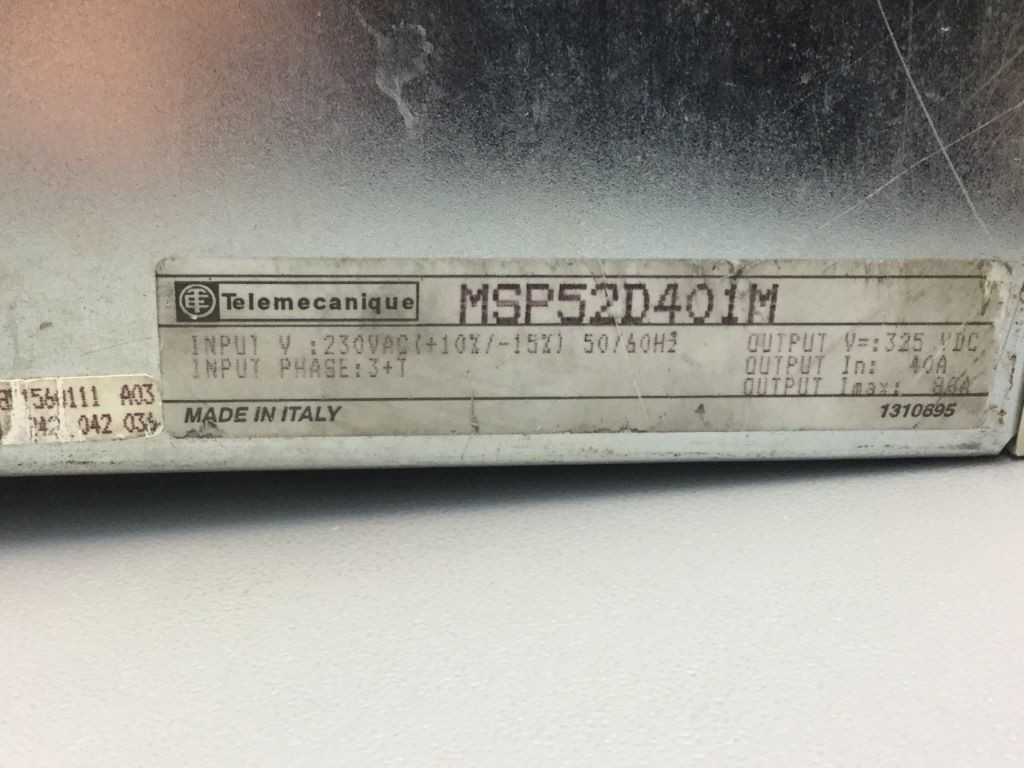 Telemecanique MSP52D401M
INPUT V :230VAC(+10%/-15%) 50/60Hz OUTPUT V=:325 VDC
INPUT PHASE:3+T OUTPUT In: 40A
OUTPUT Imax: 80A
MADE IN ITALY 1310695
1560111 A03
042 036